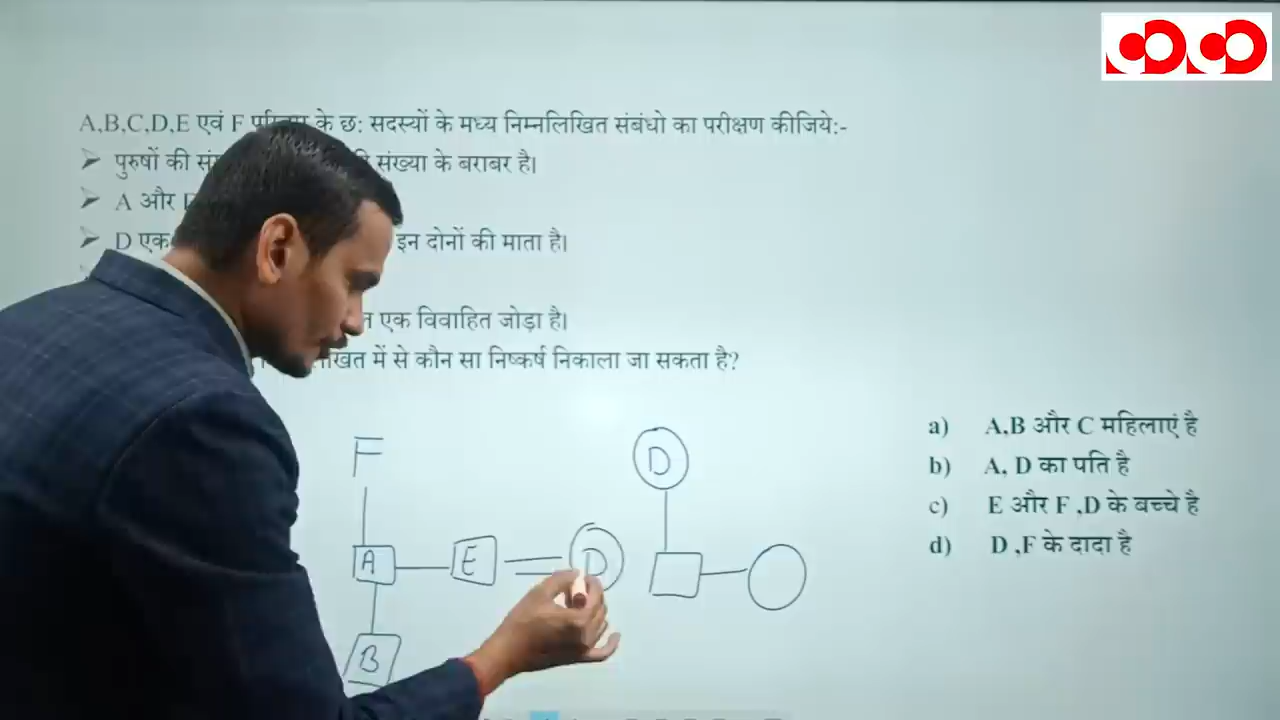 A,B,C,D,E एवं F के छ: सदस्यों के मध्य निम्नलिखित संबंधो का परीक्षण कीजिये:-
➢ पुरुषों की संख्या के बराबर है।
➢ A और
➢ D एक इन दोनों की माता है।
एक विवाहित जोड़ा है।
में से कौन सा निष्कर्ष निकाला जा सकता है?
a) A,B और C महिलाएं है
b) A, D का पति है
c) E और F ,D के बच्चे है
d) D ,F के दादा है
F
D
A
E
D
B